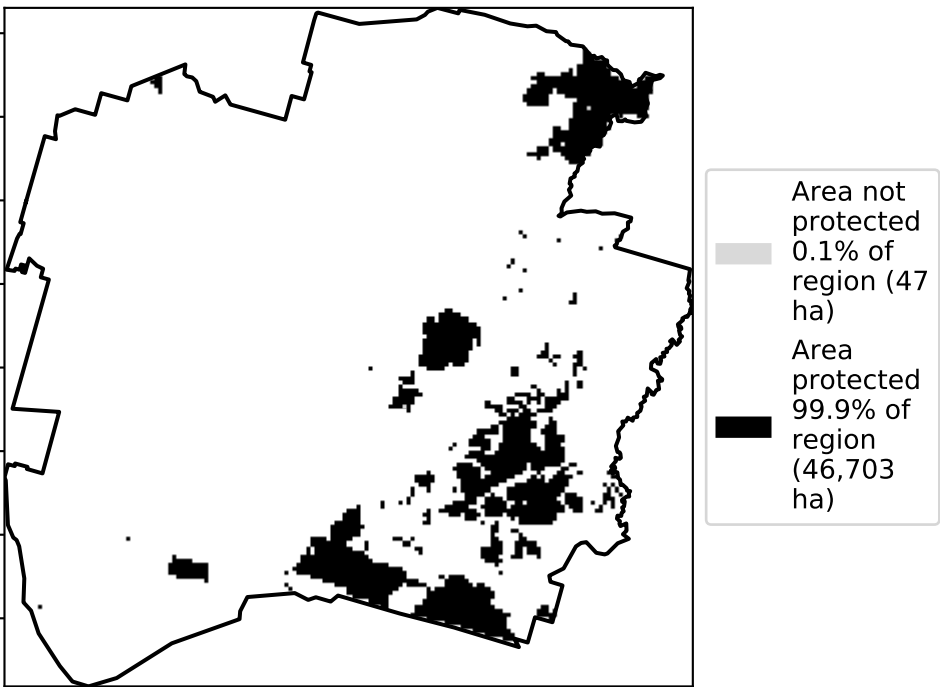 Area not
protected
0.1% of
region (47
ha)
Area
protected
99.9% of
region
(46,703
ha)